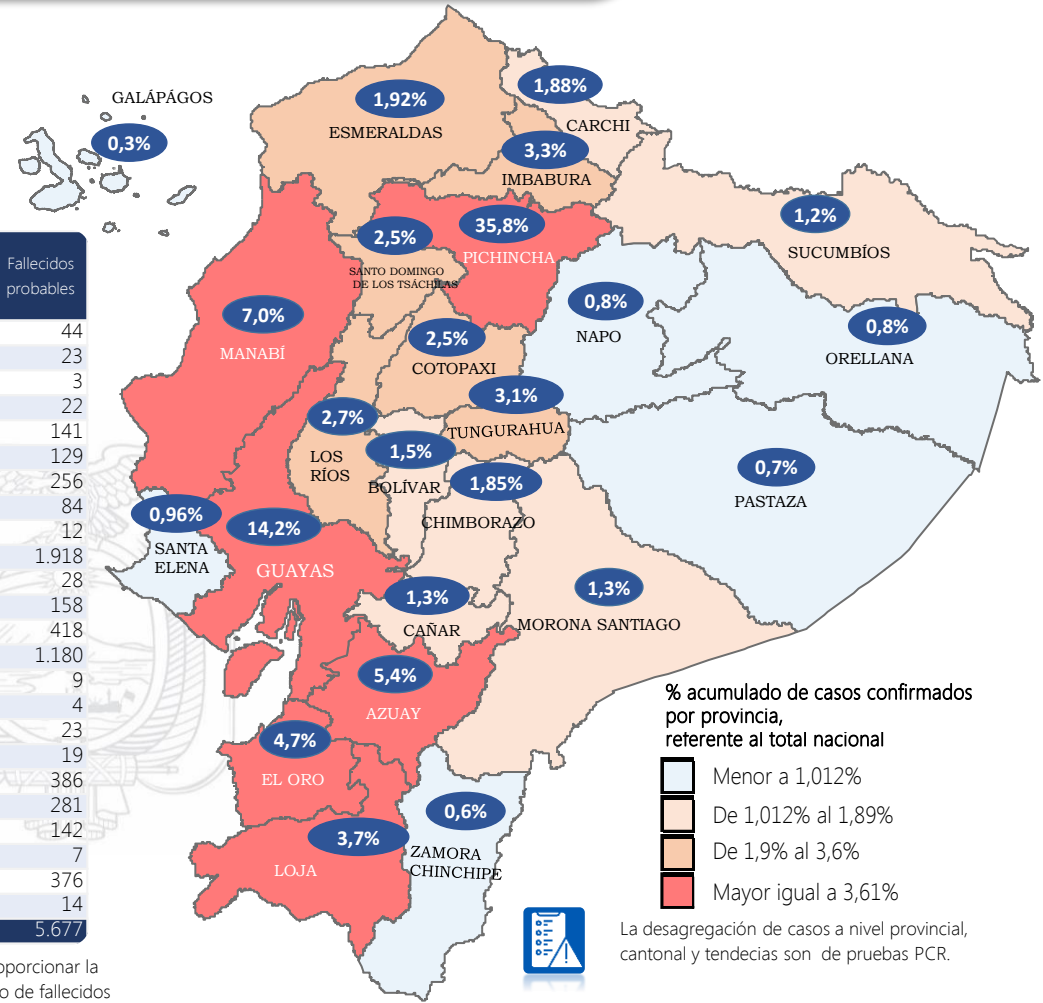 GALÁPÁGOS
0,3%
1,92%
ESMERALDAS
1,88%
CARCHI
3,3%
IMBABURA
1,2%
SUCUMBÍOS
2,5%
SANTO DOMINGO
DE LOS TSÁCHILAS
35,8%
PICHINCHA
0,8%
NAPO
0,8%
ORELLANA
7,0%
MANABÍ
2,5%
COTOPAXI
3,1%
TUNGURAHUA
2,7%
LOS
RÍOS
1,5%
BOLÍVAR
1,85%
CHIMBORAZO
0,7%
PASTAZA
0,96%
SANTA
ELENA
14,2%
GUAYAS
1,3%
CAÑAR
1,3%
MORONA SANTIAGO
5,4%
AZUAY
4,7%
EL ORO
3,7%
LOJA
0,6%
ZAMORA
CHINCHIPE
Fallecidos
probables
44
23
3
22
141
129
256
84
12
1.918
28
158
418
1.180
9
4
23
19
386
281
142
7
376
14
5.677
oporcionar la
o de fallecidos
% acumulado de casos confirmados
por provincia,
referente al total nacional
Menor a 1,012%
De 1,012% al 1,89%
De 1,9% al 3,6%
Mayor igual a 3,61%
La desagregación de casos a nivel provincial,
cantonal y tendecias son de pruebas PCR.